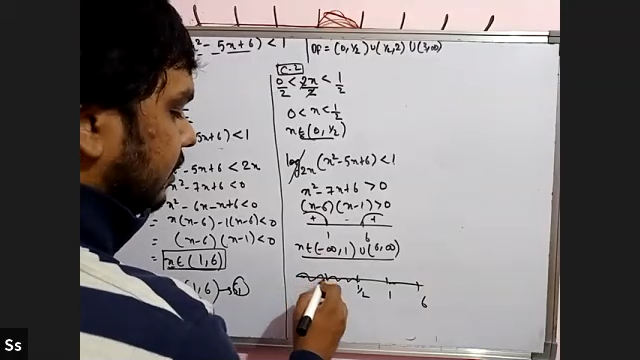 x² - 5x+6) < 1
DF = (0, 1/2) ∪ (1/2, 2) ∪ (3, ∞)
5x+6) < 1
x² - 5x+6 < 2x
x² - 7x+6 < 0
x² - 6x - x+6 < 0
= x(x-6) - 1(x-6) < 0
= (x-6)(x-1) < 0
= x ∈ (1, 6)
(1, 6) →
C-2
0/2 < 2x/2 < 1/2
0 < x < 1/2
x ∈ (0, 1/2)
log 2x (x² - 5x+6) < 1
x² - 7x+6 > 0
(x-6)(x-1) > 0
+ - +
1 6
x ∈ (-∞, 1) ∪ (6, ∞)
1/2 1 6
Ss